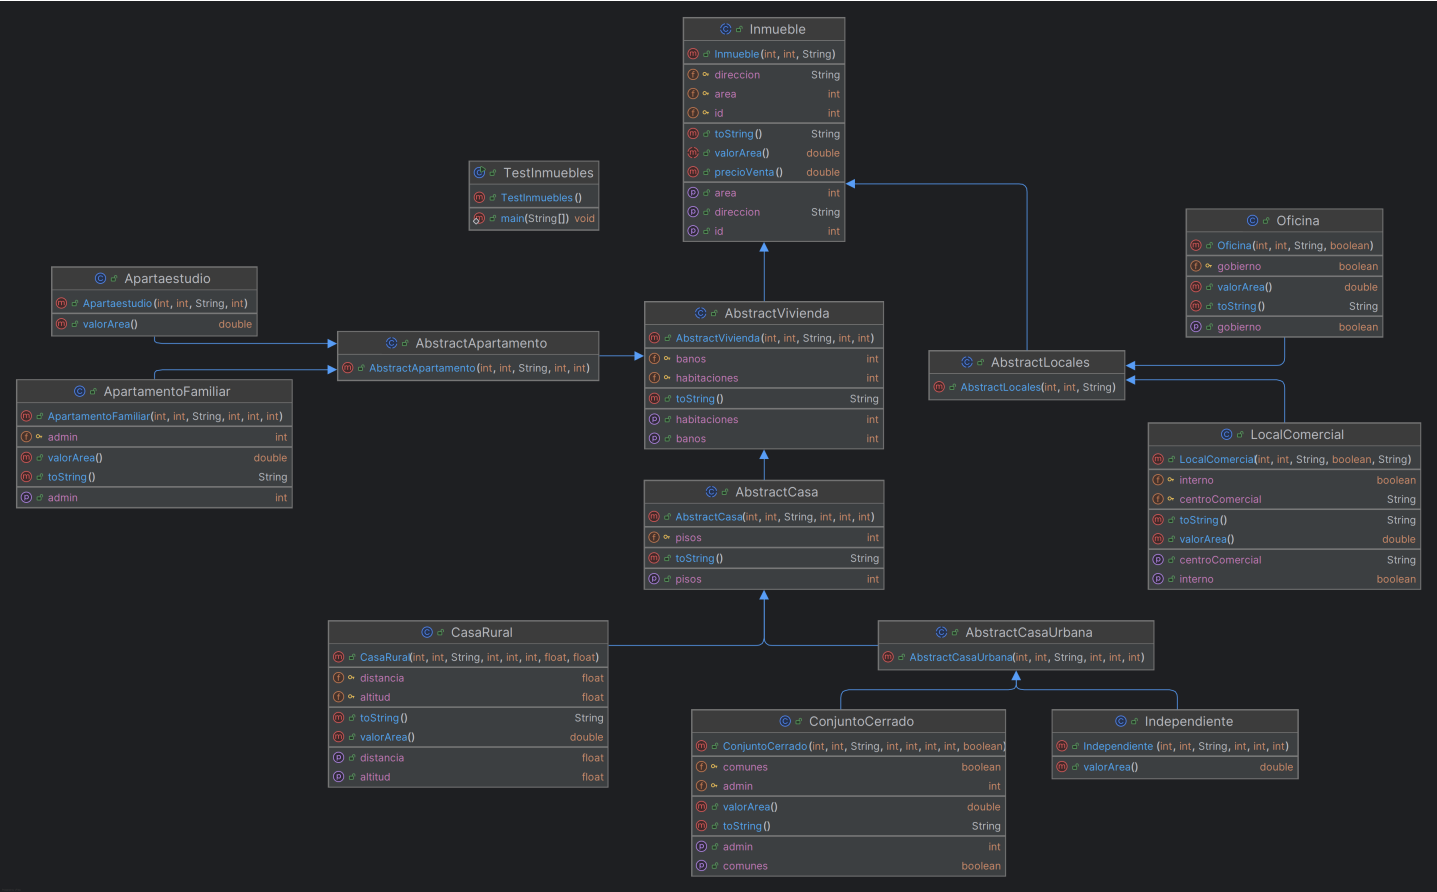 Inmueble
Inmueble(int, int, String)
direccion String
area int
id int
toString() String
valorArea() double
precioVenta() double
area int
direccion String
id int
TestInmuebles
TestInmuebles()
main(String[]) void
Oficina
Oficina(int, int, String, boolean)
gobierno boolean
valorArea() double
toString() String
gobierno boolean
Apartaestudio
Apartaestudio(int, int, String, int)
valorArea() double
AbstractVivienda
AbstractVivienda(int, int, String, int, int)
banos int
habitaciones int
toString() String
habitaciones int
banos int
AbstractApartamento
AbstractApartamento(int, int, String, int, int)
AbstractLocales
AbstractLocales(int, int, String)
ApartamentoFamiliar
ApartamentoFamiliar(int, int, String, int, int, int)
admin int
valorArea() double
toString() String
admin int
LocalComercial
LocalComercia(int, int, String, boolean, String)
interno boolean
centroComercial String
toString() String
valorArea() double
centroComercial String
interno boolean
AbstractCasa
AbstractCasa(int, int, String, int, int, int)
pisos int
toString() String
pisos int
CasaRural
CasaRural(int, int, String, int, int, int, float, float)
distancia float
altitud float
toString() String
valorArea() double
distancia float
altitud float
AbstractCasaUrbana
AbstractCasaUrbana(int, int, String, int, int, int)
ConjuntoCerrado
ConjuntoCerrado(int, int, String, int, int, int, int, boolean)
comunes boolean
admin int
valorArea() double
toString() String
admin int
comunes boolean
Independiente
Independiente (int, int, String, int, int, int)
valorArea() double